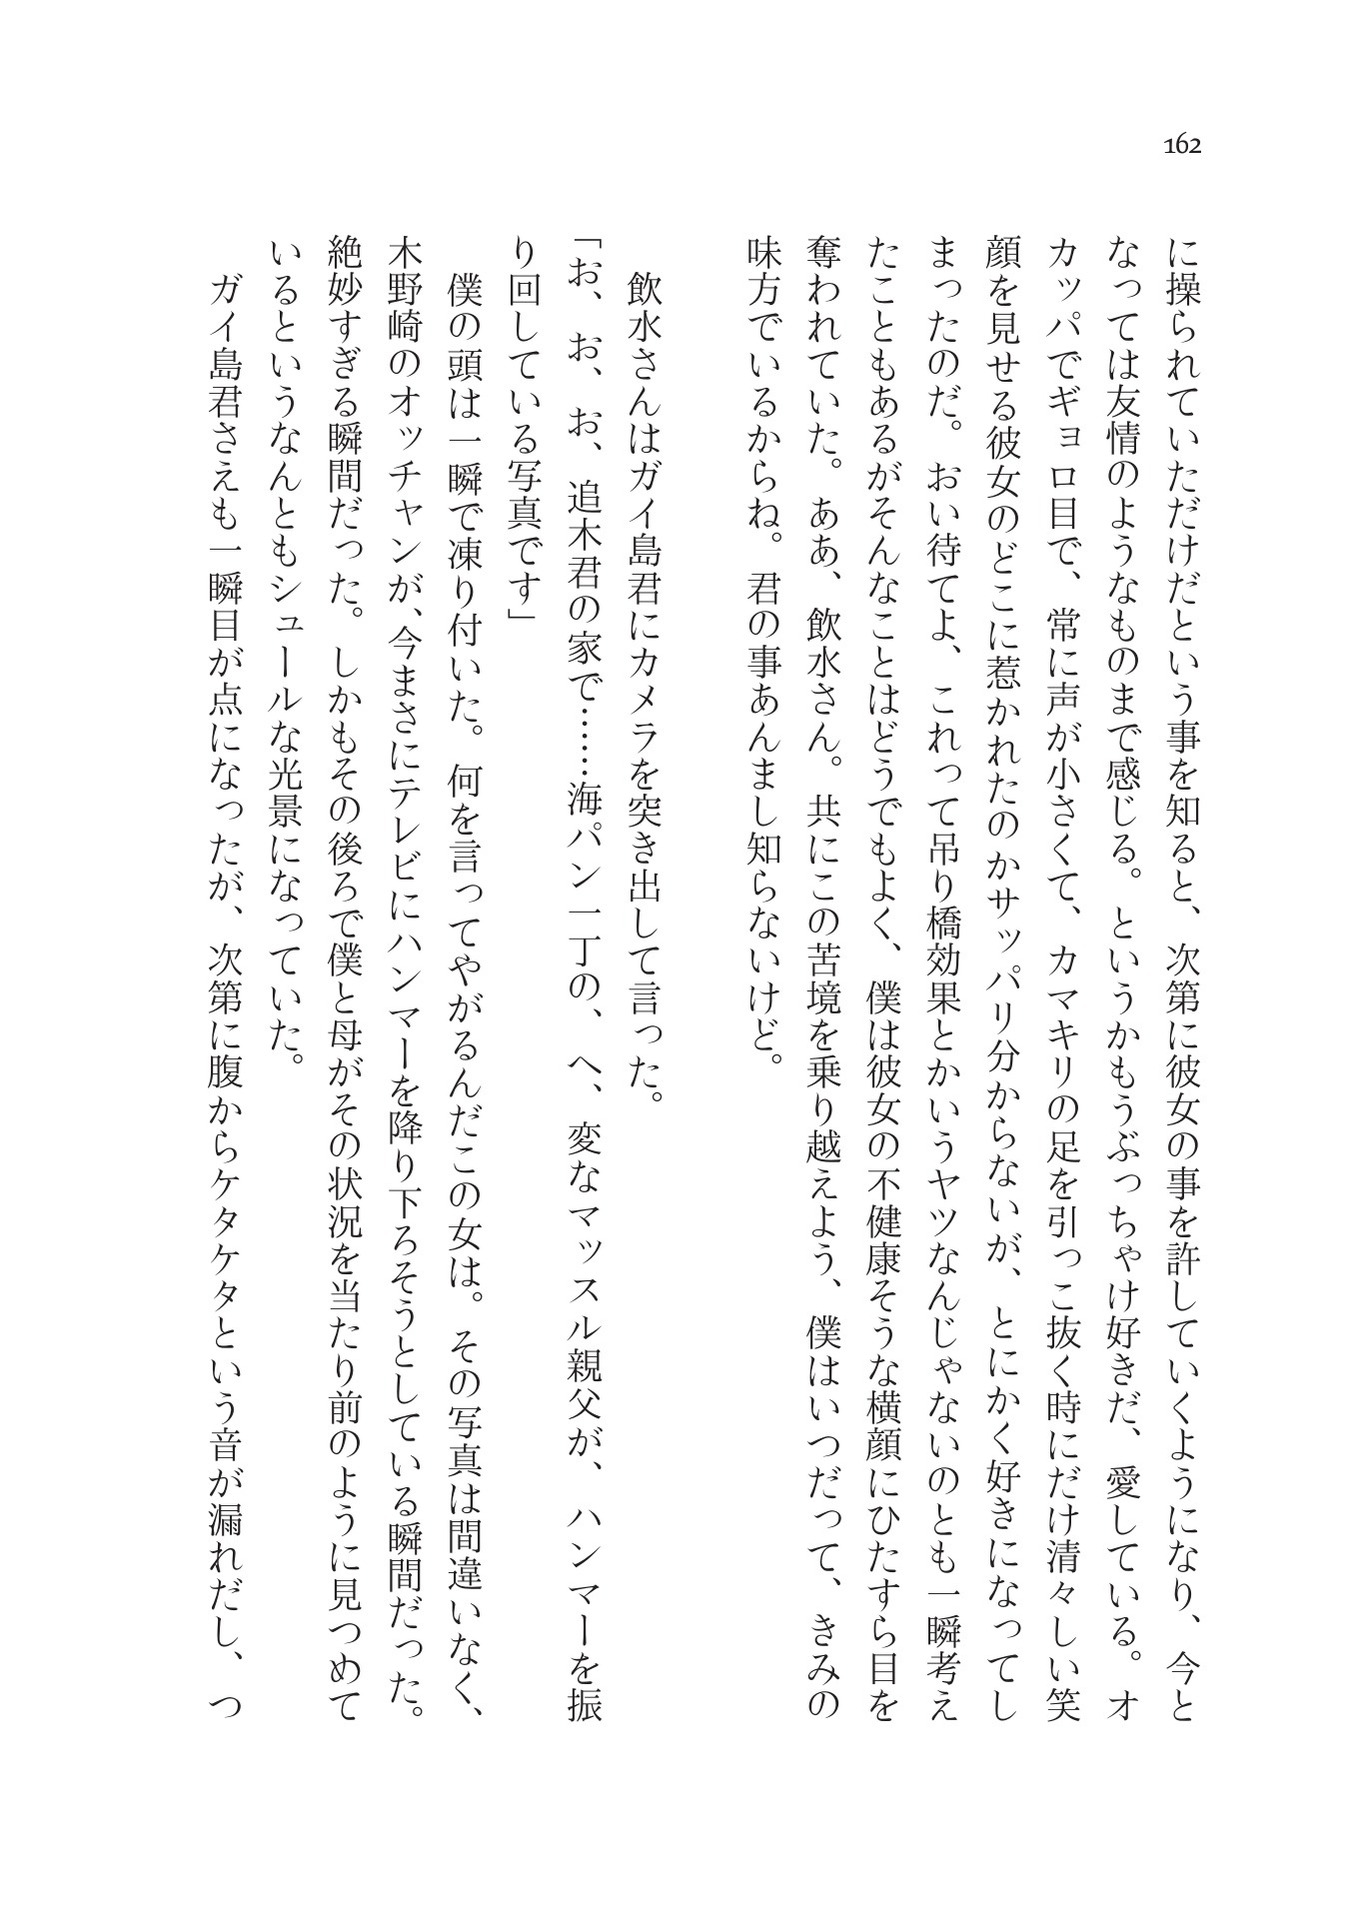 162
に操られていただけだという事を知ると、次第に彼女の事を許していくようになり、今と
なっては友情のようなものまで感じる。というかもうぶっちゃけ好きだ、愛している。オ
カッパでギョロ目で、常に声が小さくて、カマキリの足を引っこ抜く時にだけ清々しい笑
顔を見せる彼女のどこに惹かれたのかサッパリ分からないが、とにかく好きになってし
まったのだ。おい待てよ、これって吊り橋効果とかいうヤツなんじゃないのとも一瞬考え
たこともあるがそんなことはどうでもよく、僕は彼女の不健康そうな横顔にひたすら目を
奪われていた。ああ、飲水さん。共にこの苦境を乗り越えよう、僕はいつだって、きみの
味方でいるからね。君の事あんまし知らないけど。
飲水さんはガイ島君にカメラを突き出して言った。
「お、お、お、追木君の家で……海パン一丁の、へ、変なマッスル親父が、ハンマーを振
り回している写真です」
僕の頭は一瞬で凍り付いた。何を言ってやがるんだこの女は。その写真は間違いなく、
木野崎のオッチャンが、今まさにテレビにハンマーを降り下ろそうとしている瞬間だった。
絶妙すぎる瞬間だった。しかもその後ろで僕と母がその状況を当たり前のように見つめて
いるというなんともシュールな光景になっていた。
ガイ島君さえも一瞬目が点になったが、次第に腹からケタケタという音が漏れだし、つ